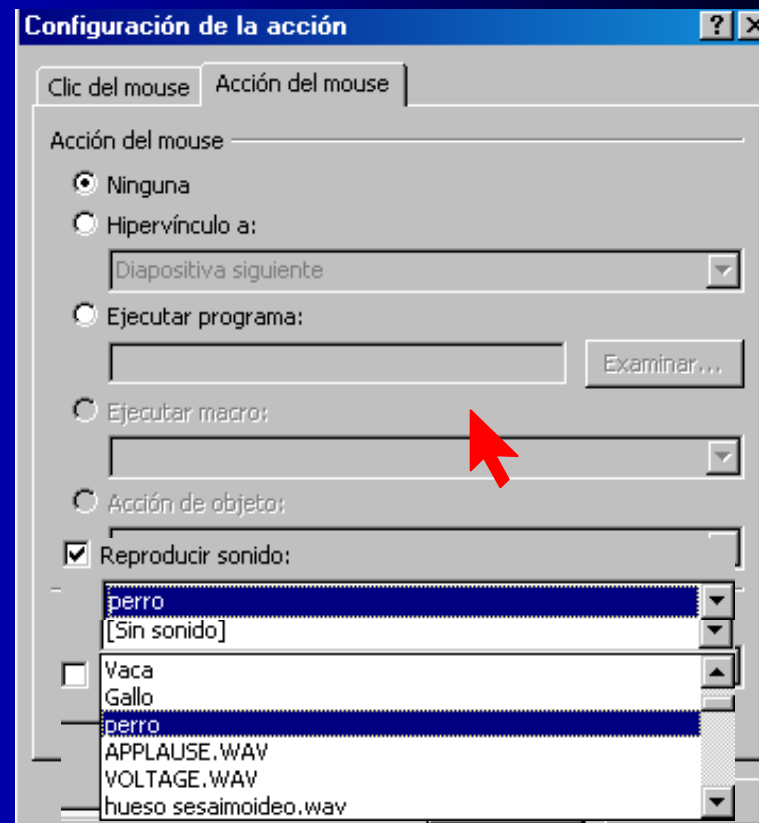 Configuración de la acción
Clic del mouse Acción del mouse
Acción del mouse
Ninguna
Hipervínculo a:
Diapositiva siguiente
Ejecutar programa:
Examinar...
Ejecutar macro:
Acción de objeto:
Reproducir sonido:
perro
[Sin sonido]
Vaca
Gallo
perro
APPLAUSE.WAV
VOLTAGE.WAV
hueso sesaimoideo.wav